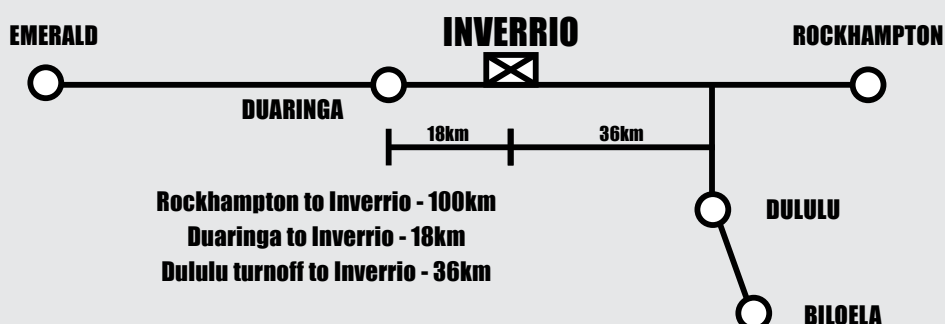 INVERRIO
EMERALD
ROCKHAMPTON
DUARINGA
18km
36km
Rockhampton to Inverrio - 100km
Duaringa to Inverrio - 18km
Dululu turnoff to Inverrio - 36km
DULULU
BILOELA